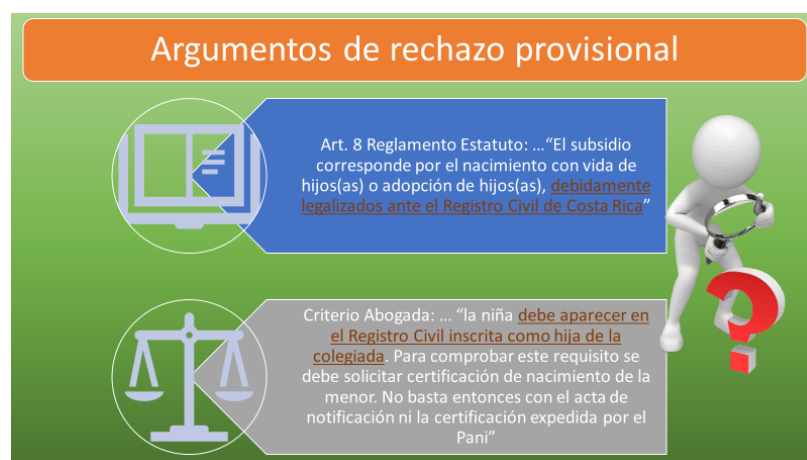 Argumentos de rechazo provisional
Art. 8 Reglamento Estatuto: ...“El subsidio
corresponde por el nacimiento con vida de
hijos(as) o adopción de hijos(as), debidamente
legalizados ante el Registro Civil de Costa Rica”
Criterio Abogada: ... “la niña debe aparecer en
el Registro Civil inscrita como hija de la
colegiada. Para comprobar este requisito se
debe solicitar certificación de nacimiento de la
menor. No basta entonces con el acta de
notificación ni la certificación expedida por el
Pani”